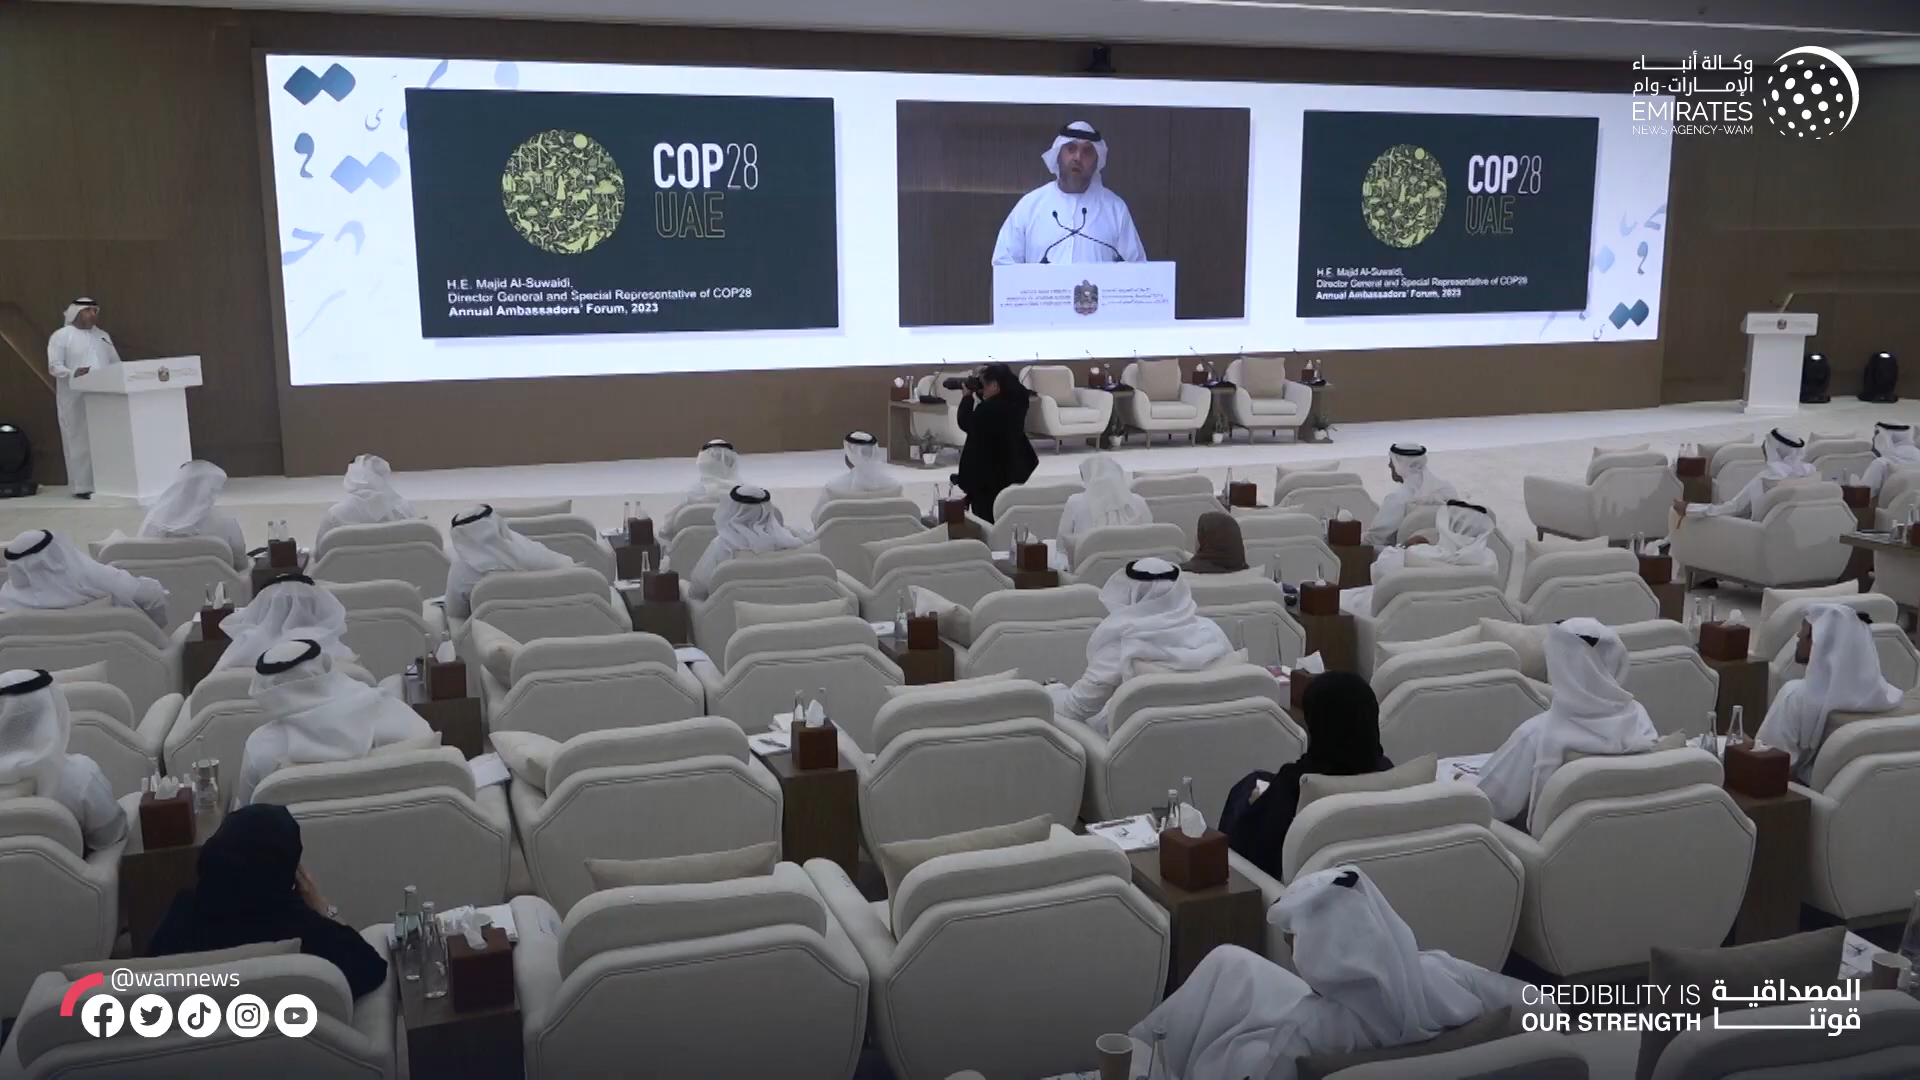 وكالة أنباء
الإمارات-وام
EMIRATES
NEWS AGENCY-WAM
COP28
UAE
H.E. Majid Al-Suwaidi,
Director General and Special Representative of COP28
Annual Ambassadors' Forum, 2023
COP28
UAE
H.E. Majid Al-Suwaidi,
Director General and Special Representative of COP28
Annual Ambassadors' Forum, 2023
@wamnews
CREDIBILITY IS
OUR STRENGTH
المصداقية
قوتنا